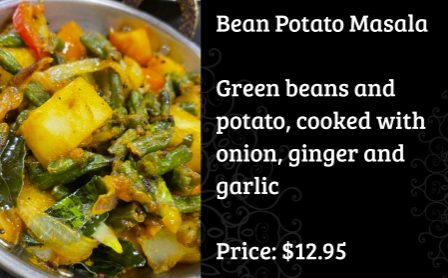 Bean Potato Masala
Green beans and
potato, cooked with
onion, ginger and
garlic
Price: $12.95